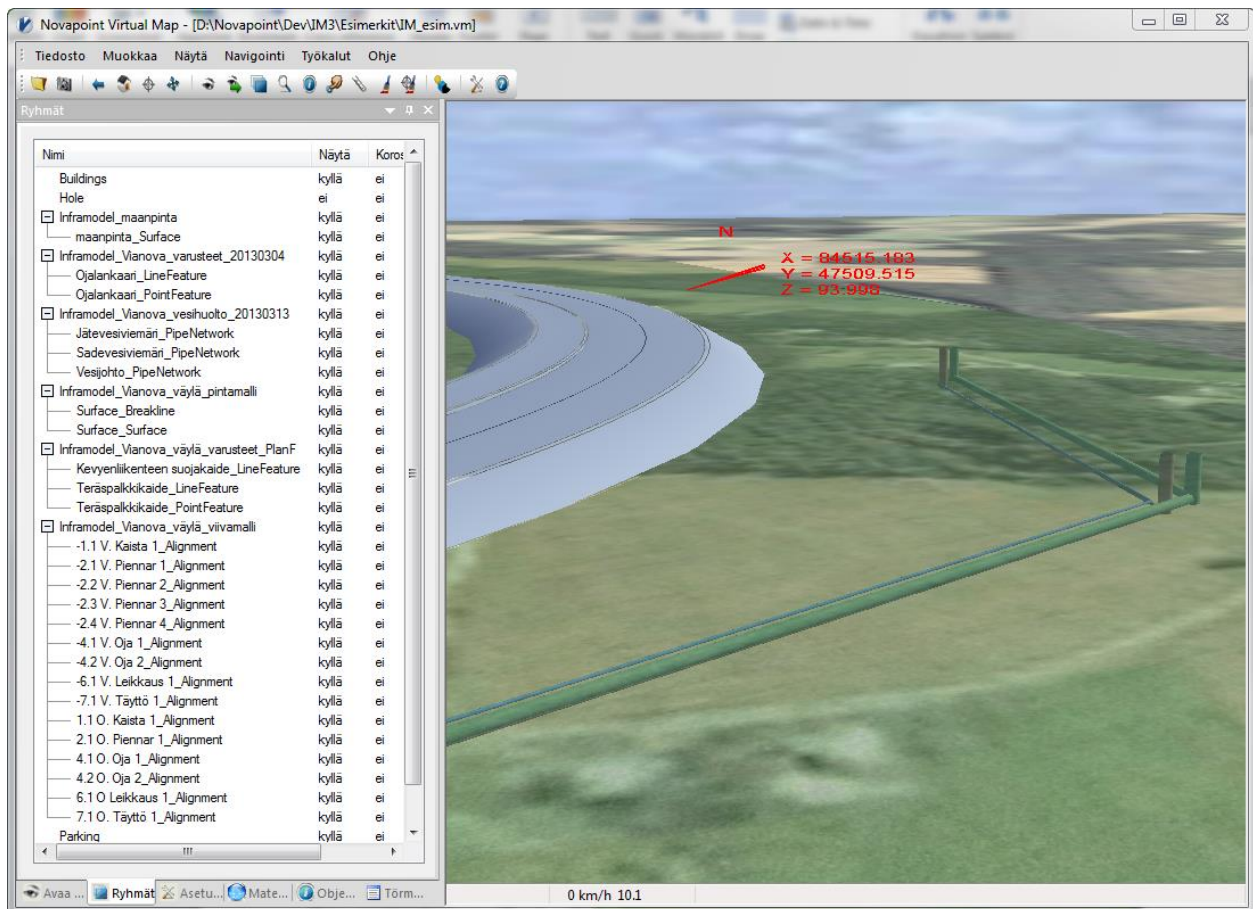 Novapoint Virtual Map - [D:\Novapoint\Dev\IM3\Esimerkit\IM_esim.vm]
Tiedosto Muokkaa Näytä Navigointi Työkalut Ohje
Ryhmät
Nimi Näytä Koros
Buildings kyllä ei
Hole ei ei
Inframodel_maanpinta kyllä ei
maanpinta_Surface kyllä ei
Inframodel_Vianova_varusteet_20130304 kyllä ei
Ojalankaari_LineFeature kyllä ei
Ojalankaari_PointFeature kyllä ei
Inframodel_Vianova_vesihuolto_20130313 kyllä ei
Jätevesiviemäri_PipeNetwork kyllä ei
Sadevesiviemäri_PipeNetwork kyllä ei
Vesijohto_PipeNetwork kyllä ei
Inframodel_Vianova_väylä_pintamalli kyllä ei
Surface_Breakline kyllä ei
Surface_Surface kyllä ei
Inframodel_Vianova_väylä_varusteet_PlanF kyllä ei
Kevyenliikenteen suojakaide_LineFeature kyllä ei
Teräspalkkikaide_LineFeature kyllä ei
Teräspalkkikaide_PointFeature kyllä ei
Inframodel_Vianova_väylä_viivamalli kyllä ei
-1.1 V. Kaista 1_Alignment kyllä ei
-2.1 V. Piennar 1_Alignment kyllä ei
-2.2 V. Piennar 2_Alignment kyllä ei
-2.3 V. Piennar 3_Alignment kyllä ei
-2.4 V. Piennar 4_Alignment kyllä ei
-4.1 V. Oja 1_Alignment kyllä ei
-4.2 V. Oja 2_Alignment kyllä ei
-6.1 V. Leikkaus 1_Alignment kyllä ei
-7.1 V. Täyttö 1_Alignment kyllä ei
1.1 O. Kaista 1_Alignment kyllä ei
2.1 O. Piennar 1_Alignment kyllä ei
4.1 O. Oja 1_Alignment kyllä ei
4.2 O. Oja 2_Alignment kyllä ei
6.1 O Leikkaus 1_Alignment kyllä ei
7.1 O. Täyttö 1_Alignment kyllä ei
Parking kyllä ei
Avaa ... Ryhmät Asetu... Mate... Obje... Törm...
N
X = 84515.183
Y = 47509.515
Z = 93.998
0 km/h 10.1